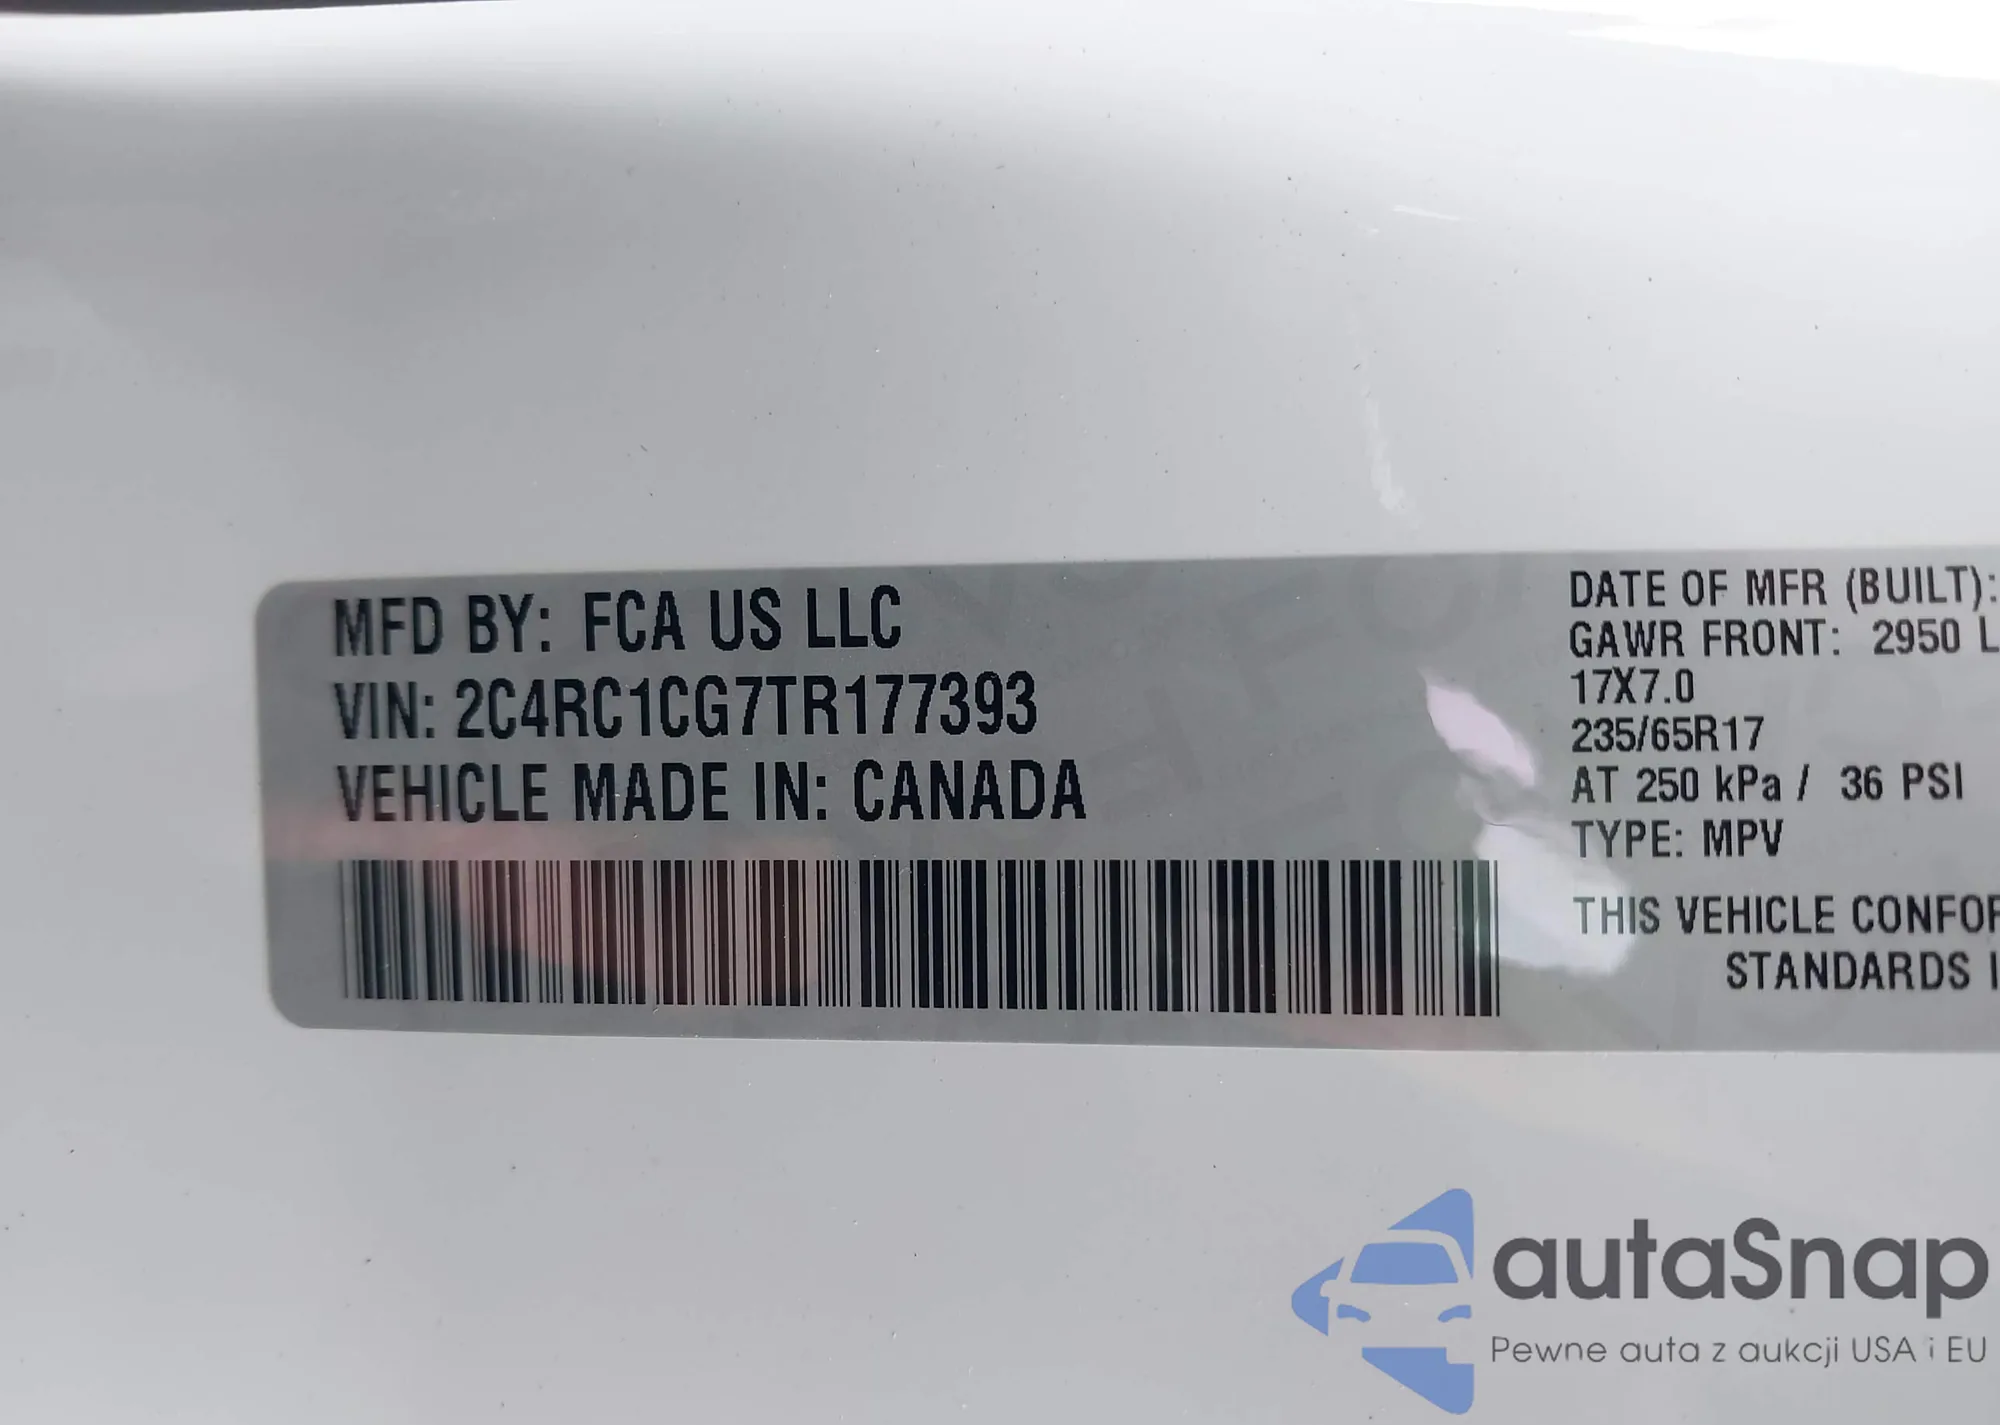 MFD BY: FCA US LLC
VIN: 2C4RC1CG7TR177393
VEHICLE MADE IN: CANADA
DATE OF MFR (BUILT):
GAWR FRONT: 2950 L
17X7.0
235/65R17
AT 250 kPa / 36 PSI
TYPE: MPV
THIS VEHICLE CONFOR
STANDARDS I
autaSnap
Pewne auta z aukcji USA i EU